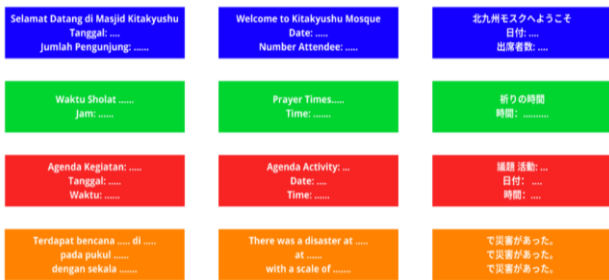 Selamat Datang di Masjid Kitakyushu
Tanggal: ....
Jumlah Pengunjung: ......
Welcome to Kitakyushu Mosque
Date: .....
Number Attendee: .....
北九州モスクへようこそ
日付: ....
出席者数: ....
Waktu Sholat ......
Jam: ......
Prayer Times.....
Time: .......
祈りの時間
時間： ..........
Agenda Kegiatan: .....
Tanggal: .....
Waktu: ......
Agenda Activity: ...
Date: ....
Time: ......
議題 活動: ...
日付： ....
時間： ....
Terdapat bencana ..... di .....
pada pukul ......
dengan sekala .......
There was a disaster at .....
at ......
with a scale of .......
で災害があった。
で災害があった。
で災害があった。